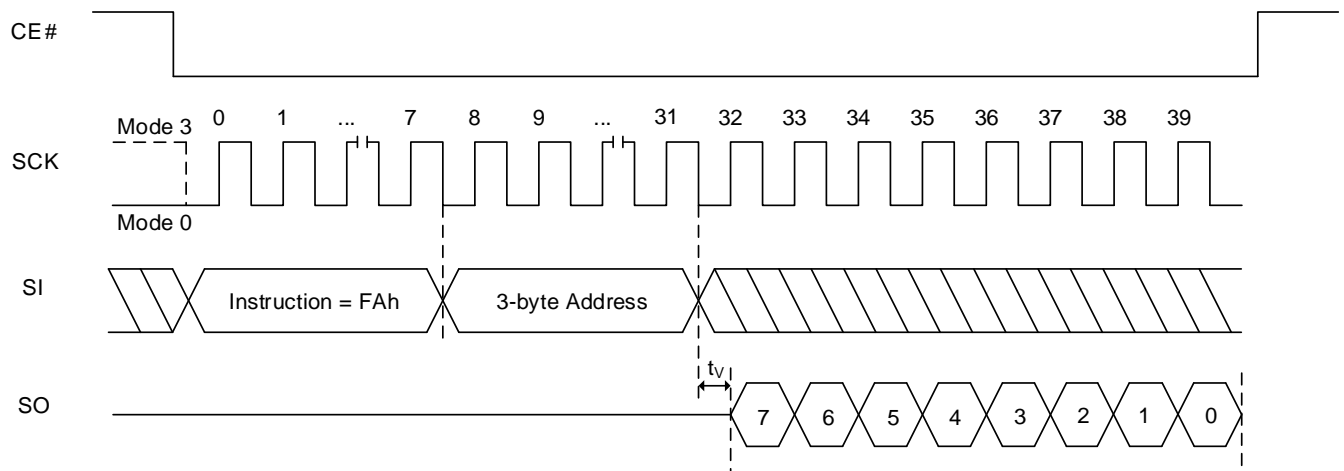 CE#
Mode 3
0 1 ... 7 8 9 ... 31 32 33 34 35 36 37 38 39
SCK
Mode 0
SI
Instruction = FAh
3-byte Address
tV
SO
7 6 5 4 3 2 1 0